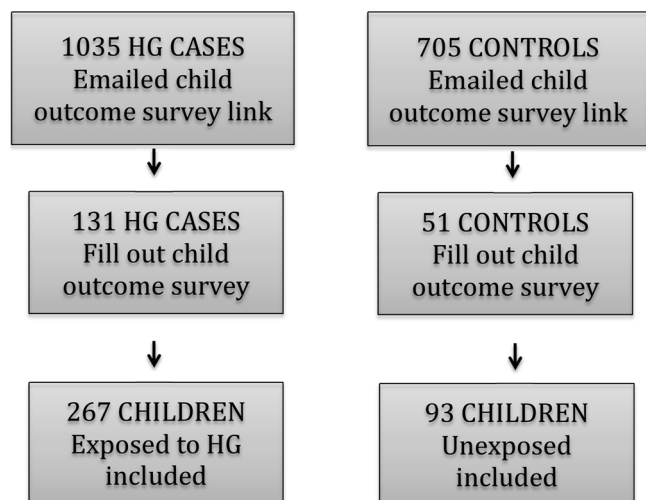 1035 HG CASES
Emailed child
outcome survey link
705 CONTROLS
Emailed child
outcome survey link
131 HG CASES
Fill out child
outcome survey
51 CONTROLS
Fill out child
outcome survey
267 CHILDREN
Exposed to HG
included
93 CHILDREN
Unexposed
included